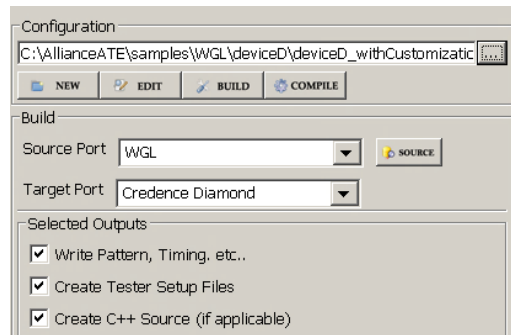 Configuration
C:\AllianceATE\samples\WGL\deviceD\deviceD_withCustomizatic ...
NEW EDIT BUILD COMPILE
Build
Source Port WGL SOURCE
Target Port Credence Diamond
Selected Outputs
Write Pattern, Timing. etc..
Create Tester Setup Files
Create C++ Source (if applicable)